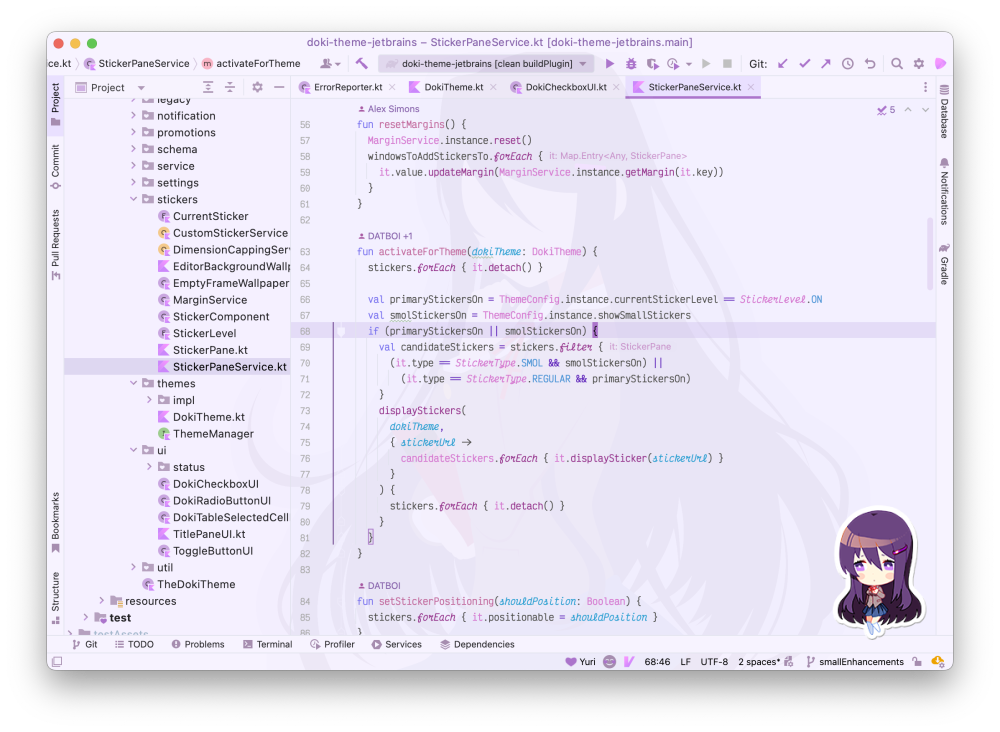 doki-theme-jetbrains – StickerPaneService.kt [doki-theme-jetbrains.main]
ce.kt StickerPaneService activateForTheme doki-theme-jetbrains [clean buildPlugin] Git:
Project ErrorReporter.kt DokiTheme.kt DokiCheckboxUI.kt StickerPaneService.kt
Project
Commit
Pull Requests
Bookmarks
Structure
legacy
notification
promotions
schema
service
settings
stickers
CurrentSticker
CustomStickerService
DimensionCappingSer
EditorBackgroundWallp
EmptyFrameWallpaper
MarginService
StickerComponent
StickerLevel
StickerPane.kt
StickerPaneService.kt
themes
impl
DokiTheme.kt
ThemeManager
ui
status
DokiCheckboxUI
DokiRadioButtonUI
DokiTableSelectedCell
TitlePaneUI.kt
ToggleButtonUI
util
TheDokiTheme
resources
test
testAssets
Alex Simons
5
56 fun resetMargins() {
57 MarginService.instance.reset()
58 windowsToAddStickersTo.forEach { it: Map.Entry<Any, StickerPane>
59 it.value.updateMargin(MarginService.instance.getMargin(it.key))
60 }
61 }
62
DATBOI +1
63 fun activateForTheme(dokiTheme: DokiTheme) {
64 stickers.forEach { it.detach() }
65
66 val primaryStickersOn = ThemeConfig.instance.currentStickerLevel == StickerLevel.ON
67 val smolStickersOn = ThemeConfig.instance.showSmallStickers
68 if (primaryStickersOn || smolStickersOn) {
69 val candidateStickers = stickers.filter { it: StickerPane
70 (it.type == StickerType.SMOL && smolStickersOn) ||
71 (it.type == StickerType.REGULAR && primaryStickersOn)
72 }
73 displayStickers(
74 dokiTheme,
75 { stickerUrl ->
76 candidateStickers.forEach { it.displaySticker(stickerUrl) }
77 }
78 ) {
79 stickers.forEach { it.detach() }
80 }
81 }
82 }
83
DATBOI
84 fun setStickerPositioning(shouldPosition: Boolean) {
85 stickers.forEach { it.positionable = shouldPosition }
86 }
Database
Notifications
Gradle
Git TODO Problems Terminal Profiler Services Dependencies
Yuri 68:46 LF UTF-8 2 spaces* smallEnhancements